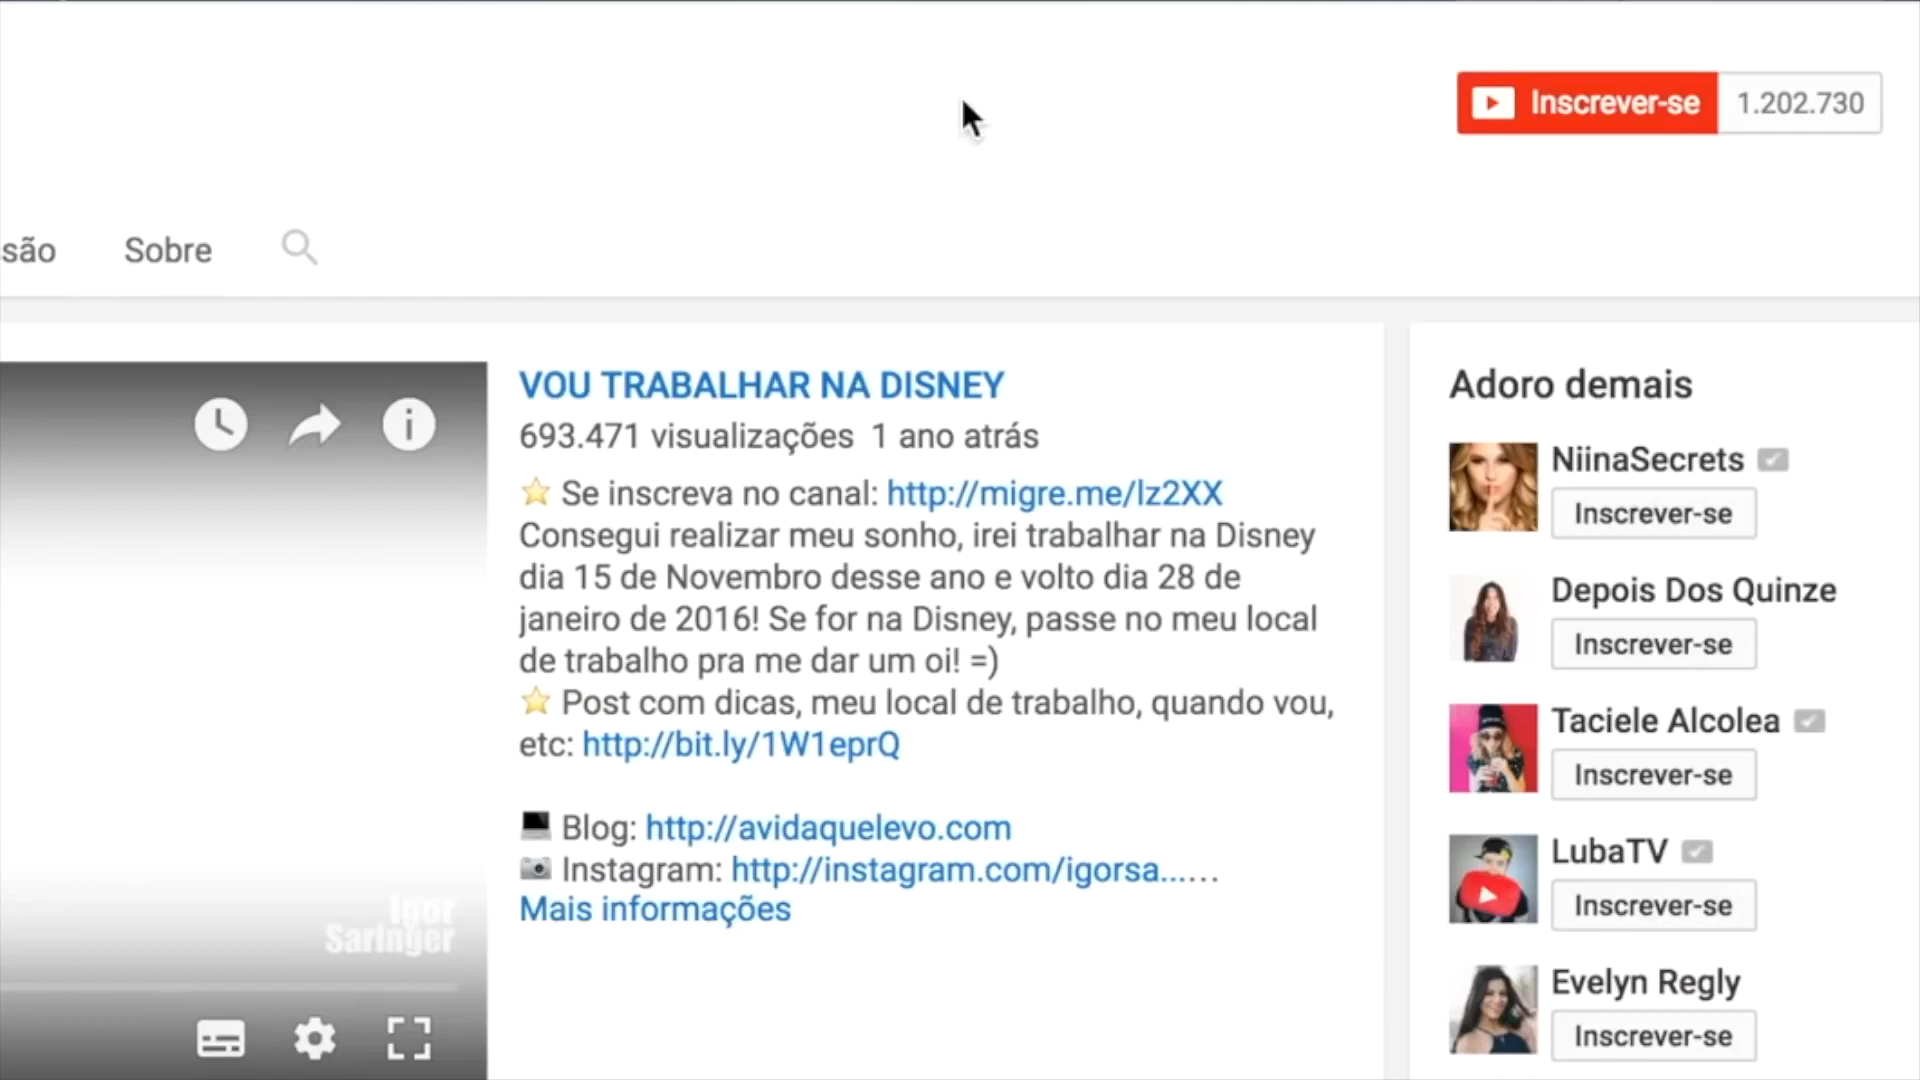 Inscrever-se 1.202.730
são Sobre
VOU TRABALHAR NA DISNEY
693.471 visualizações 1 ano atrás
Se inscreva no canal: http://migre.me/lz2XX
Consegui realizar meu sonho, irei trabalhar na Disney
dia 15 de Novembro desse ano e volto dia 28 de
janeiro de 2016! Se for na Disney, passe no meu local
de trabalho pra me dar um oi! =)
Post com dicas, meu local de trabalho, quando vou,
etc: http://bit.ly/1W1eprQ
Blog: http://avidaquelevo.com
Instagram: http://instagram.com/igorsa......
Mais informações
Igor
Saringer
Adoro demais
NiinaSecrets
Inscrever-se
Depois Dos Quinze
Inscrever-se
Taciele Alcolea
Inscrever-se
LubaTV
Inscrever-se
Evelyn Regly
Inscrever-se